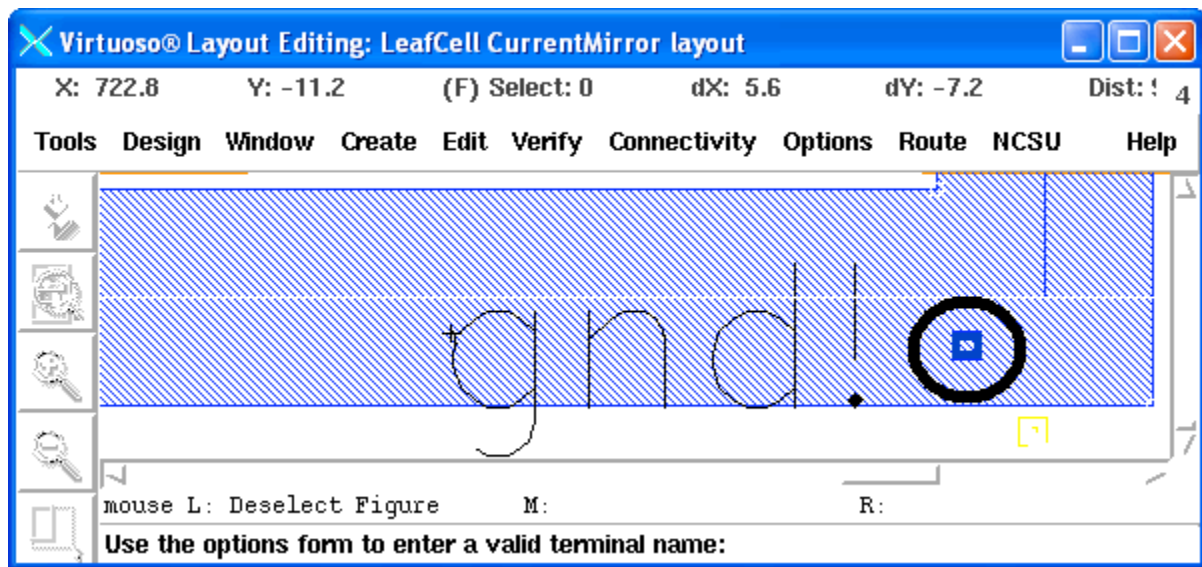 Virtuoso® Layout Editing: LeafCell CurrentMirror layout
X: 722.8 Y: -11.2 (F) Select: 0 dX: 5.6 dY: -7.2 Dist: 4
Tools Design Window Create Edit Verify Connectivity Options Route NCSU Help
gnd!
mouse L: Deselect Figure M: R:
Use the options form to enter a valid terminal name: